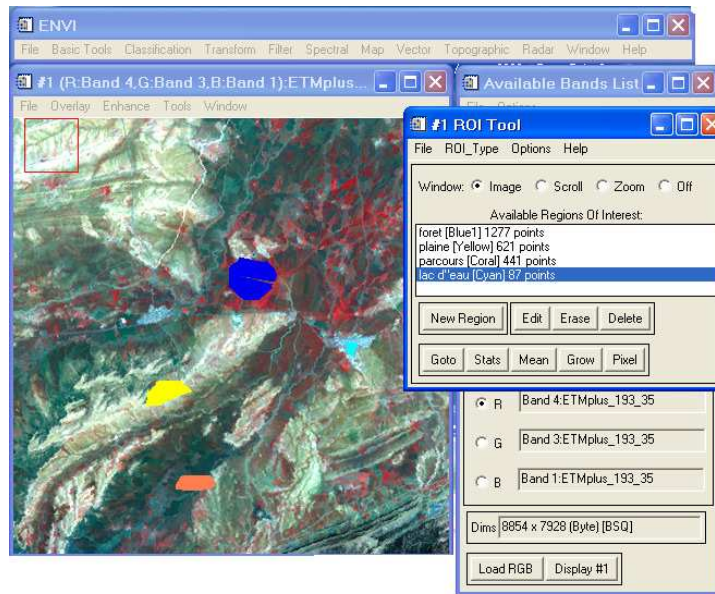 ENVI
File Basic Tools Classification Transform Filter Spectral Map Vector Topographic Radar Window Help
#1 (R:Band 4,G:Band 3,B:Band 1):ETMplus...
File Overlay Enhance Tools Window
Available Bands List
File Options
#1 ROI Tool
File ROI_Type Options Help
Window: Image Scroll Zoom Off
Available Regions Of Interest:
foret [Blue1] 1277 points
plaine [Yellow] 621 points
parcours [Coral] 441 points
lac d''eau [Cyan] 87 points
New Region Edit Erase Delete
Goto Stats Mean Grow Pixel
R Band 4:ETMplus_193_35
G Band 3:ETMplus_193_35
B Band 1:ETMplus_193_35
Dims 8854 x 7928 (Byte) [BSQ]
Load RGB Display #1